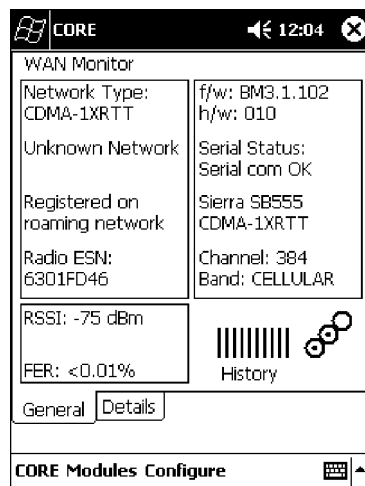 CORE 12:04
WAN Monitor
Network Type:
CDMA-1XRTT
Unknown Network
Registered on
roaming network
Radio ESN:
6301FD46
f/w: BM3.1.102
h/w: 010
Serial Status:
Serial com OK
Sierra SB555
CDMA-1XRTT
Channel: 384
Band: CELLULAR
RSSI: -75 dBm
FER: <0.01%
History
General Details
CORE Modules Configure